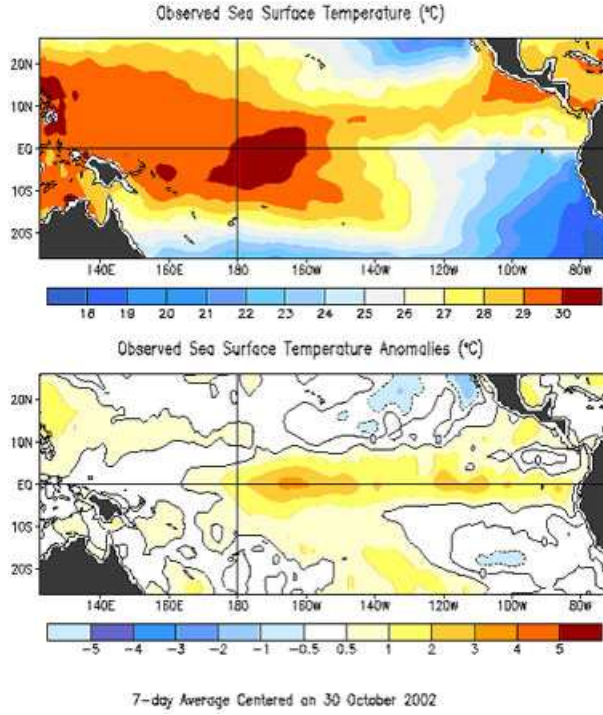 Observed Sea Surface Temperature (°C)
20N
10N
EQ
10S
20S
140E 160E 180 160W 140W 120W 100W 80W
18 19 20 21 22 23 24 25 26 27 28 29 30
Observed Sea Surface Temperature Anomalies (°C)
20N
10N
EQ
10S
20S
140E 160E 180 160W 140W 120W 100W 80W
-5 -4 -3 -2 -1 -0.5 0.5 1 2 3 4 5
7-day Average Centered on 30 October 2002